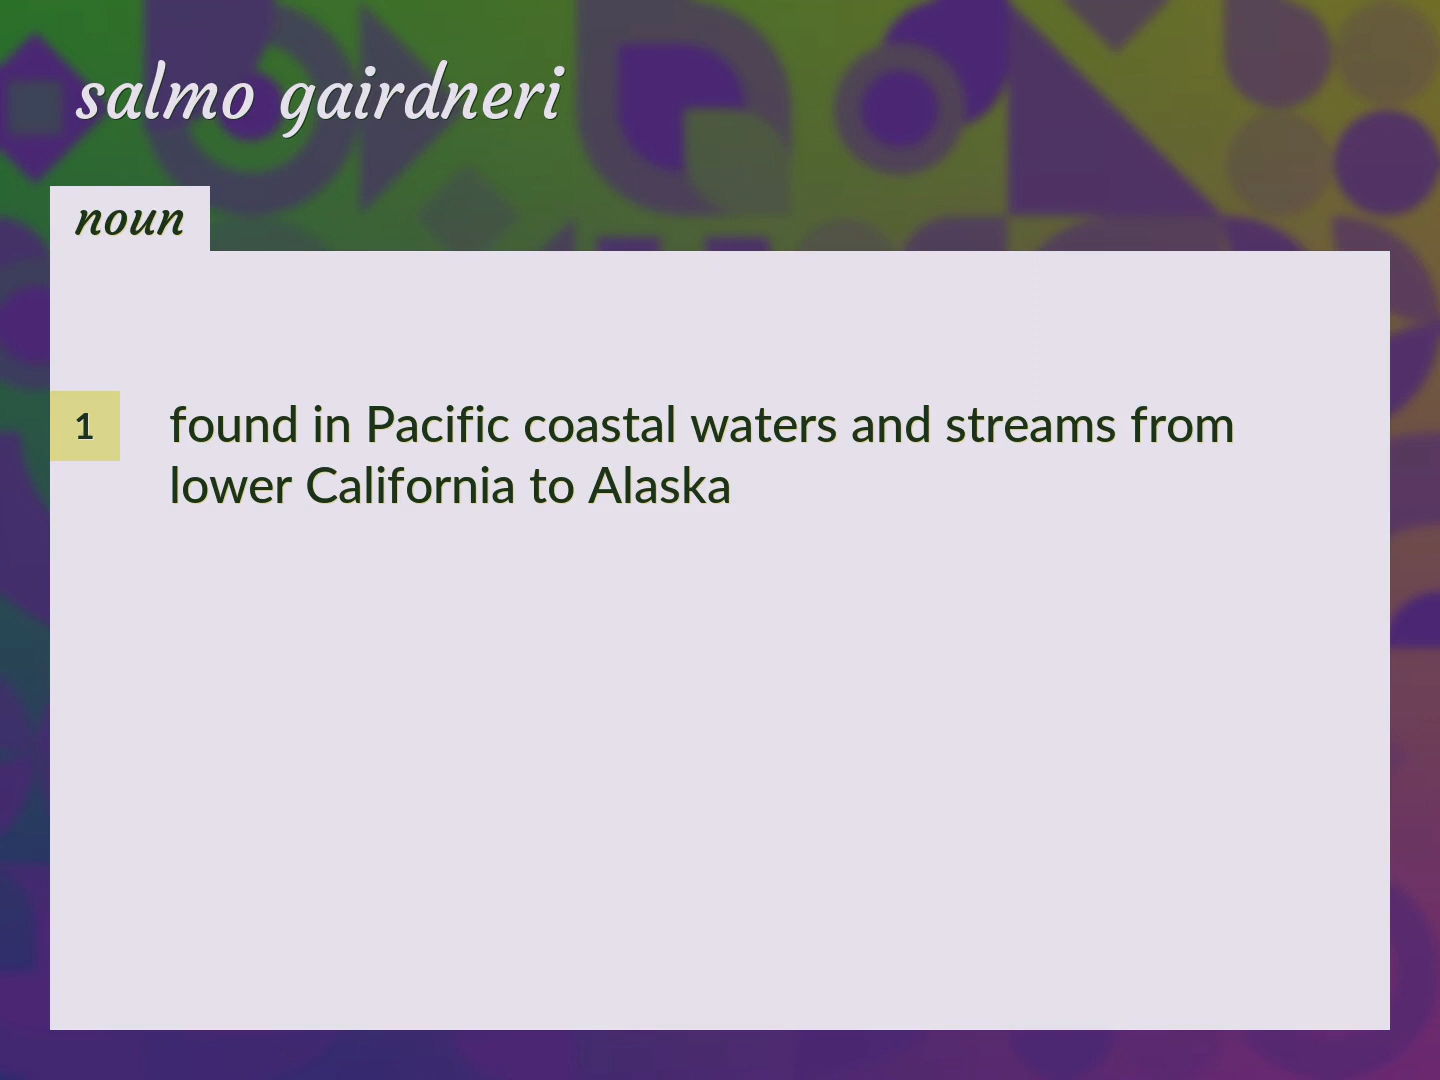 salmo gairdneri
noun
1
found in Pacific coastal waters and streams from
lower California to Alaska